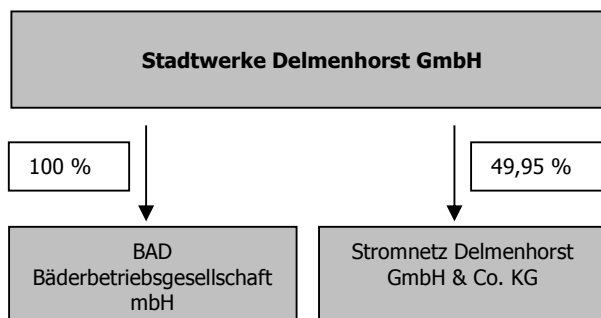 Stadtwerke Delmenhorst GmbH
100 %
49,95 %
BAD
Bäderbetriebsgesellschaft
mbH
Stromnetz Delmenhorst
GmbH & Co. KG